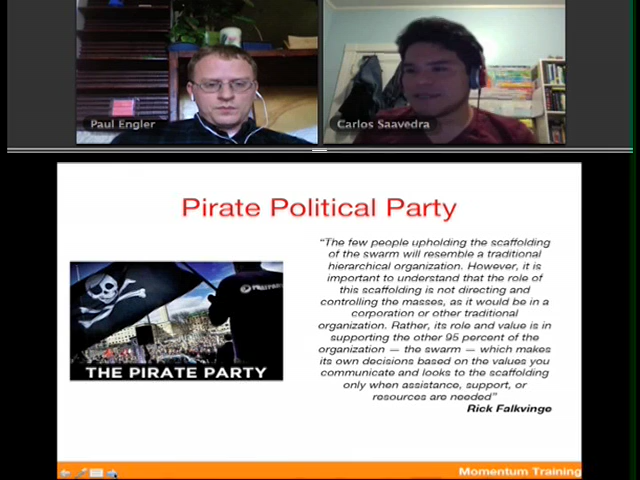 Paul Engler
Carlos Saavedra
Pirate Political Party
“The few people upholding the scaffolding
of the swarm will resemble a traditional
hierarchical organization. However, it is
important to understand that the role of
this scaffolding is not directing and
controlling the masses, as it would be in a
corporation or other traditional
organization. Rather, its role and value is in
supporting the other 95 percent of the
organization — the swarm — which makes
its own decisions based on the values you
communicate and looks to the scaffolding
only when assistance, support, or
resources are needed”
Rick Falkvinge
THE PIRATE PARTY
Momentum Training